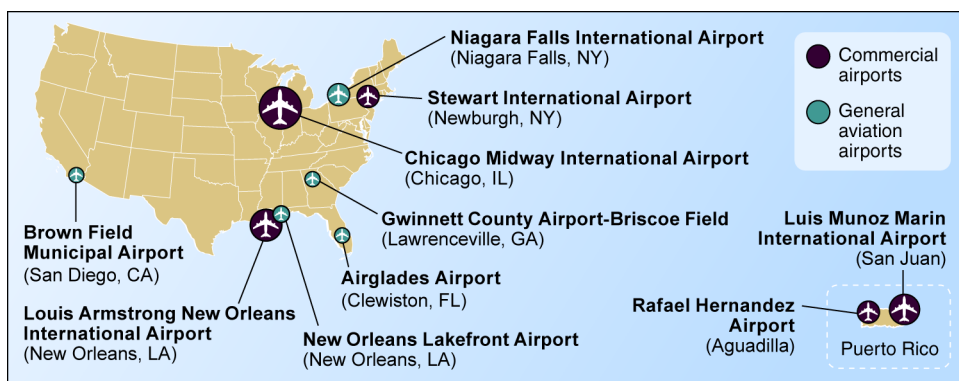 Niagara Falls International Airport
(Niagara Falls, NY)
Stewart International Airport
(Newburgh, NY)
Chicago Midway International Airport
(Chicago, IL)
Gwinnett County Airport-Briscoe Field
(Lawrenceville, GA)
Airglades Airport
(Clewiston, FL)
New Orleans Lakefront Airport
(New Orleans, LA)
Brown Field
Municipal Airport
(San Diego, CA)
Louis Armstrong New Orleans
International Airport
(New Orleans, LA)
Commercial
airports
General
aviation
airports
Luis Munoz Marin
International Airport
(San Juan)
Rafael Hernandez
Airport
(Aguadilla)
Puerto Rico